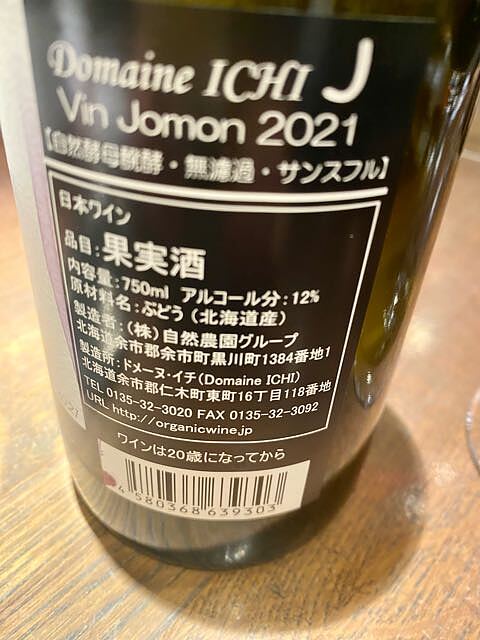 Domaine ICHI J
Vin Jomon 2021
【自然酵母醗酵・無濾過・サンスフル】
日本ワイン
品目：果実酒
内容量：750ml アルコール分：12%
原材料名：ぶどう（北海道産）
製造者：（株）自然農園グループ
北海道余市郡余市町黒川町1384番地1
製造所：ドメーヌ・イチ（Domaine ICHI）
北海道余市郡仁木町東町16丁目118番地
TEL 0135-32-3020 FAX 0135-32-3092
URL http://organicwine.jp
ワインは20歳になってから
4 580368 639303